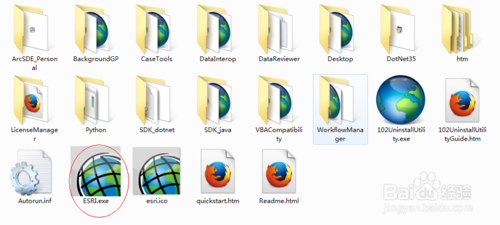 ArcSDE_Personal BackgroundGP CaseTools DataInterop DataReviewer Desktop DotNet35 htm
LicenseManager Python SDK_dotnet SDK_java VBACompatibility WorkflowManager 102UninstallUtility.exe 102UninstallUtilityGuide.htm
Autorun.inf ESRI.exe esri.ico quickstart.htm Readme.html
Baidu 经验
jingyan.baidu.com